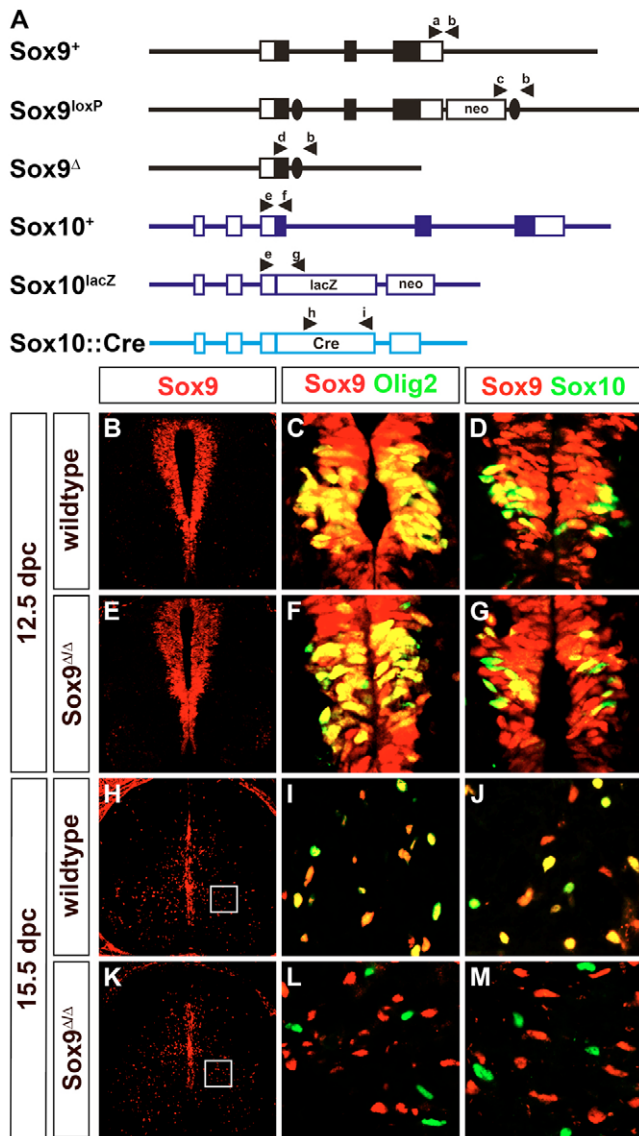 A
Sox9+
a b
Sox9loxP
c b
neo
Sox9Δ
d b
Sox10+
e f
Sox10lacZ
e g
lacZ neo
Sox10::Cre
h i
Cre
Sox9 Sox9 Olig2 Sox9 Sox10
12.5 dpc
wildtype
B C D
Sox9Δ/Δ
E F G
15.5 dpc
wildtype
H I J
Sox9Δ/Δ
K L M